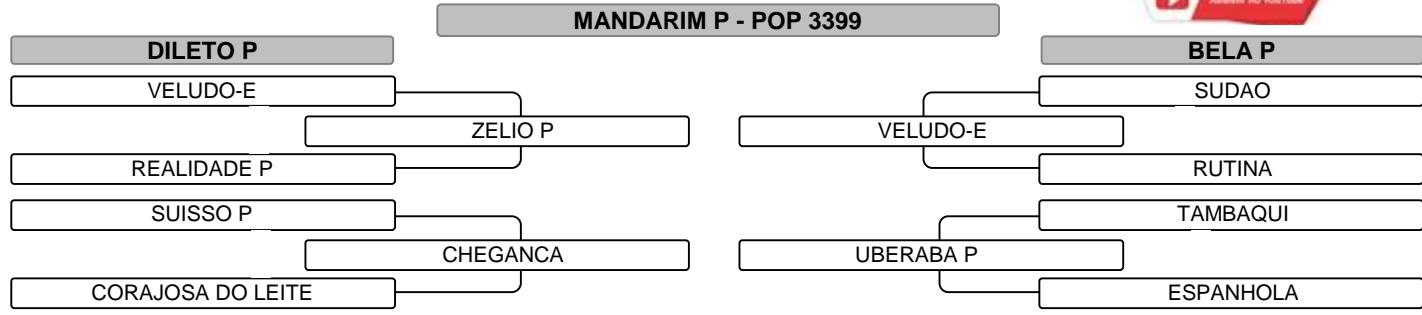 MANDARIM P - POP 3399
DILETO P
BELA P
VELUDO-E
SUDAO
ZELIO P
VELUDO-E
REALIDADE P
RUTINA
SUISSO P
TAMBAQUI
CHEGANCA
UBERABA P
CORAJOSA DO LEITE
ESPANHOLA